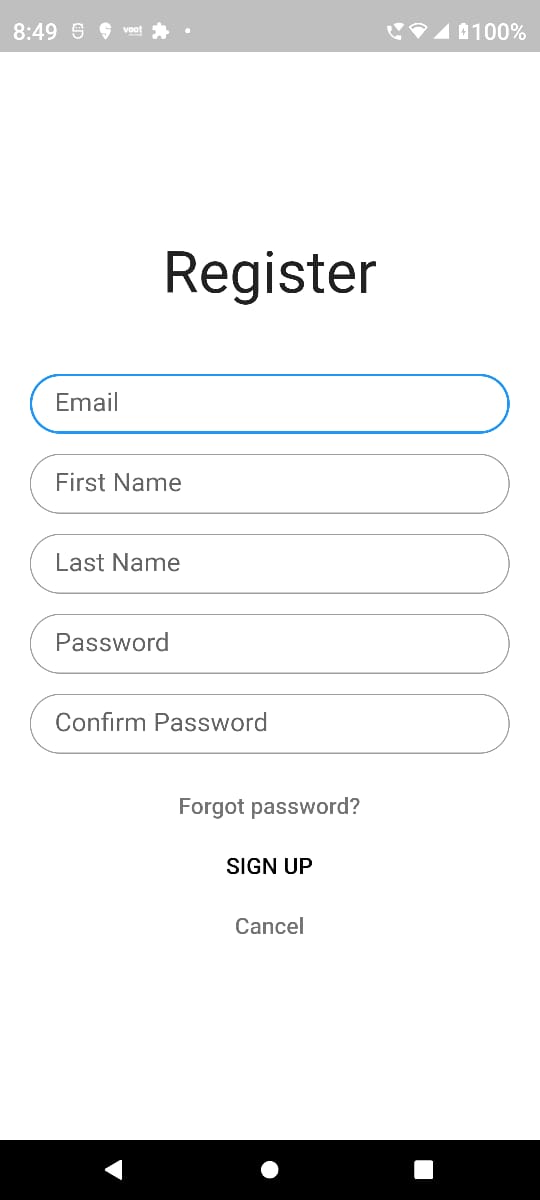 8:49 voot 100%
Register
Email
First Name
Last Name
Password
Confirm Password
Forgot password?
SIGN UP
Cancel